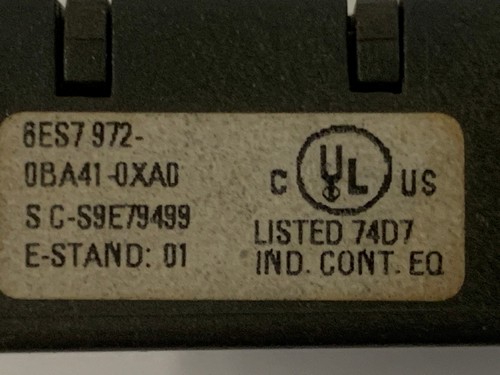 6ES7 972-
0BA41-0XA0
S C-S9E79499
E-STAND: 01
C UL US
LISTED 74D7
IND. CONT. EQ